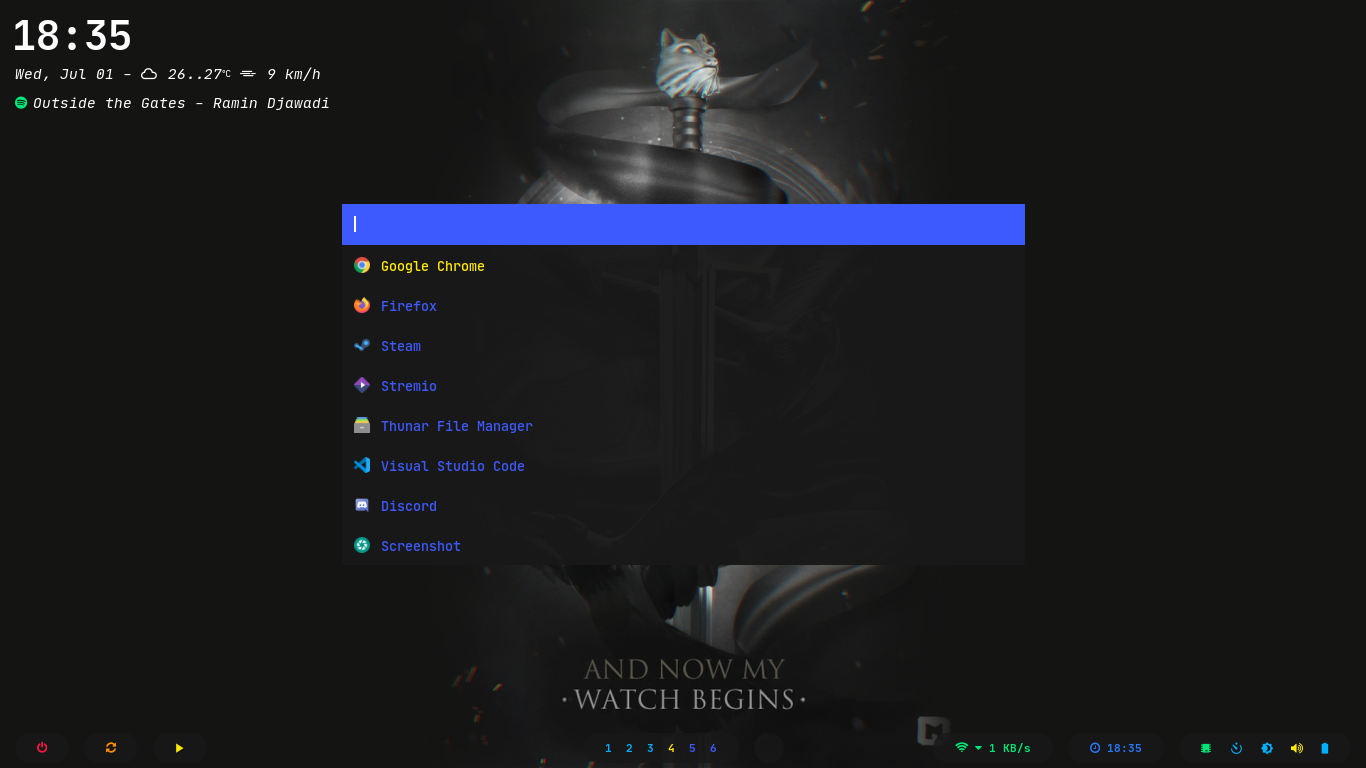 18:35
Wed, Jul 01 – 26..27°C 9 km/h
Outside the Gates – Ramin Djawadi
Google Chrome
Firefox
Steam
Stremio
Thunar File Manager
Visual Studio Code
Discord
Screenshot
AND NOW MY
·WATCH BEGINS·
1 2 3 4 5 6
1 KB/s
18:35